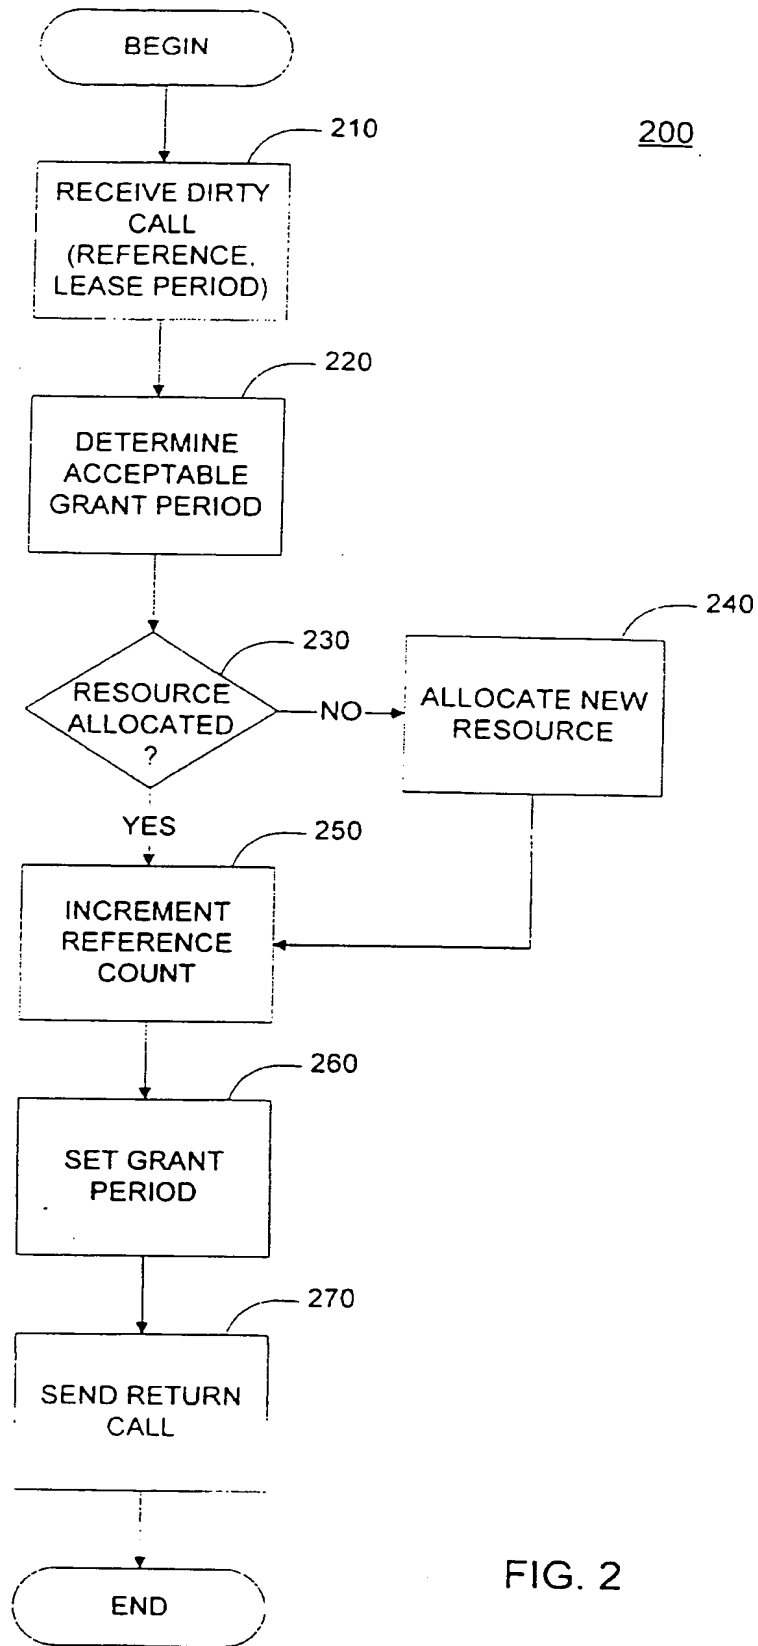 BEGIN
210
200
RECEIVE DIRTY
CALL
(REFERENCE.
LEASE PERIOD)
220
DETERMINE
ACCEPTABLE
GRANT PERIOD
230
RESOURCE
ALLOCATED
?
NO
240
ALLOCATE NEW
RESOURCE
YES
250
INCREMENT
REFERENCE
COUNT
260
SET GRANT
PERIOD
270
SEND RETURN
CALL
END
FIG. 2